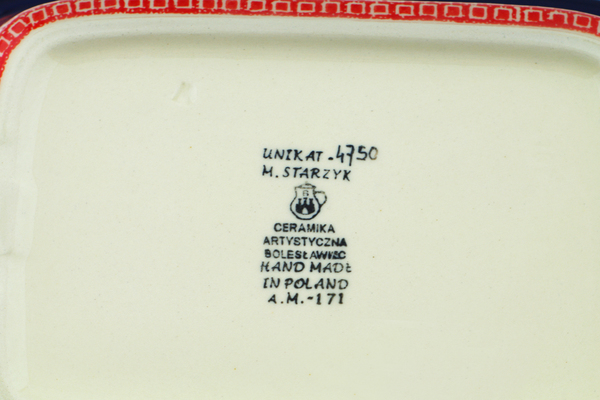 UNIKAT-4750
M. STARZYK
B
CERAMIKA
ARTYSTYCZNA
BOLESŁAWIEC
HAND MADE
IN POLAND
A.M.-171